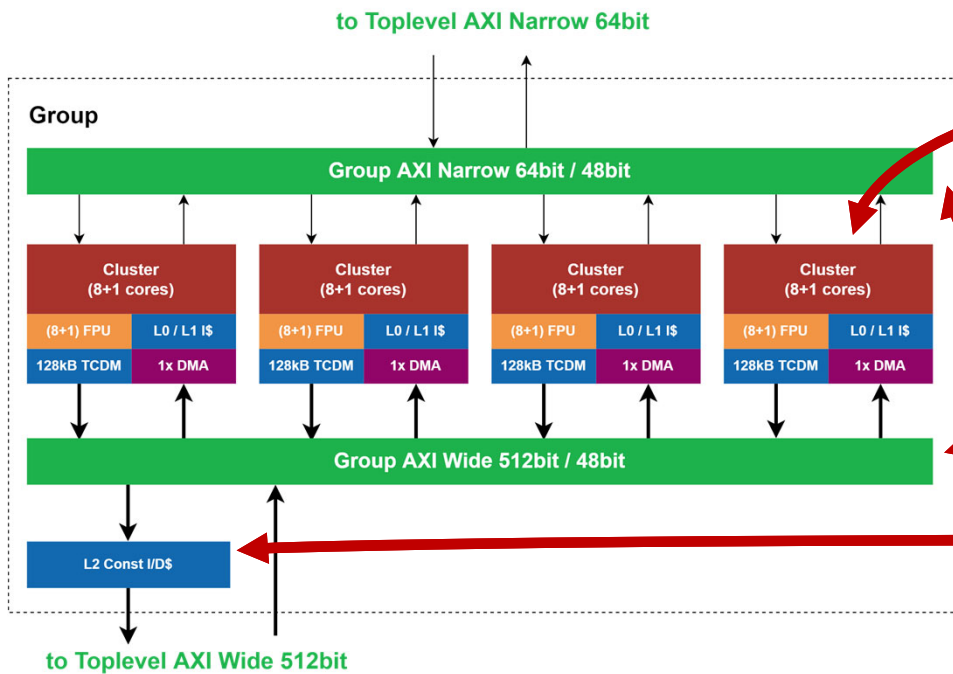 to Toplevel AXI Narrow 64bit
Group
Group AXI Narrow 64bit / 48bit
Cluster
(8+1 cores)
(8+1) FPU
L0 / L1 I$
128kB TCDM
1x DMA
Cluster
(8+1 cores)
(8+1) FPU
L0 / L1 I$
128kB TCDM
1x DMA
Cluster
(8+1 cores)
(8+1) FPU
L0 / L1 I$
128kB TCDM
1x DMA
Cluster
(8+1 cores)
(8+1) FPU
L0 / L1 I$
128kB TCDM
1x DMA
Group AXI Wide 512bit / 48bit
L2 Const I/D$
to Toplevel AXI Wide 512bit